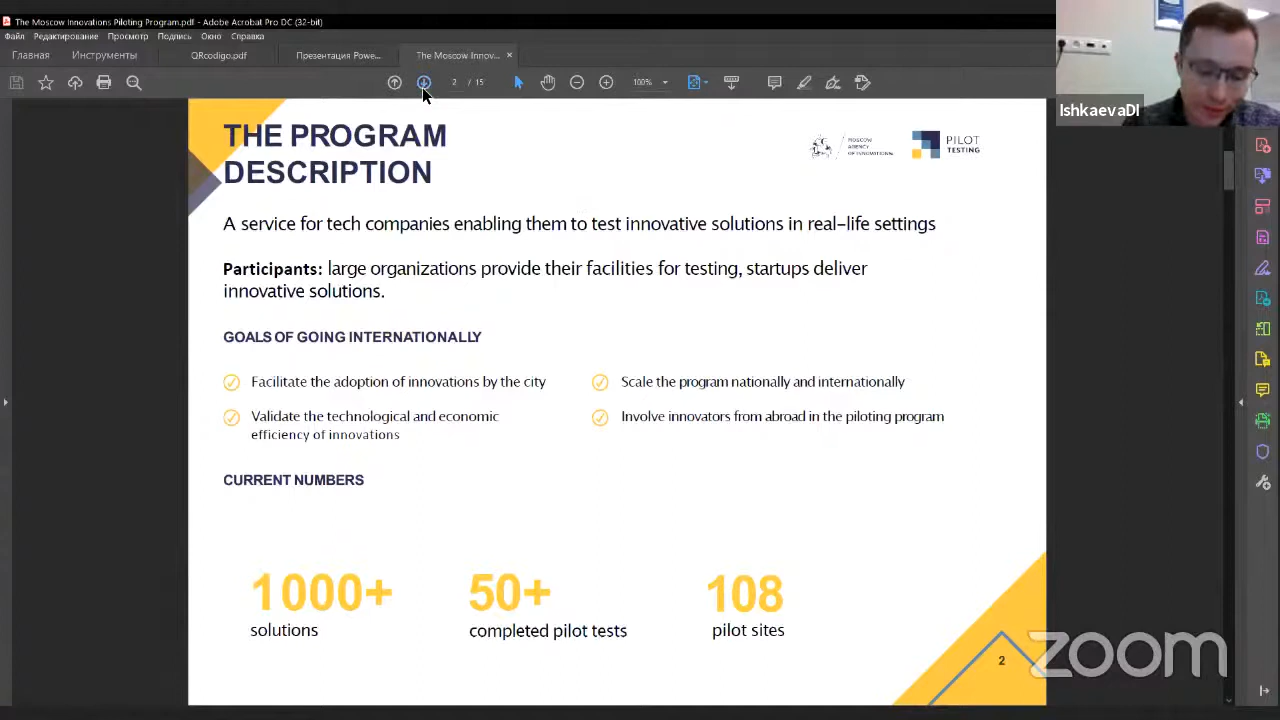 The Moscow Innovations Piloting Program.pdf - Adobe Acrobat Pro DC (32-bit)
Файл Редактирование Просмотр Подпись Окно Справка
Главная Инструменты QRcodigo.pdf Презентация Powe... The Moscow Innov... ×
2 / 15 100%
IshkaevaDI
THE PROGRAM
DESCRIPTION
MOSCOW
AGENCY
OF INNOVATIONS
PILOT
TESTING
A service for tech companies enabling them to test innovative solutions in real-life settings
Participants: large organizations provide their facilities for testing, startups deliver
innovative solutions.
GOALS OF GOING INTERNATIONALLY
Facilitate the adoption of innovations by the city
Validate the technological and economic
efficiency of innovations
Scale the program nationally and internationally
Involve innovators from abroad in the piloting program
CURRENT NUMBERS
1000+ 50+ 108
solutions completed pilot tests pilot sites
2
zoom